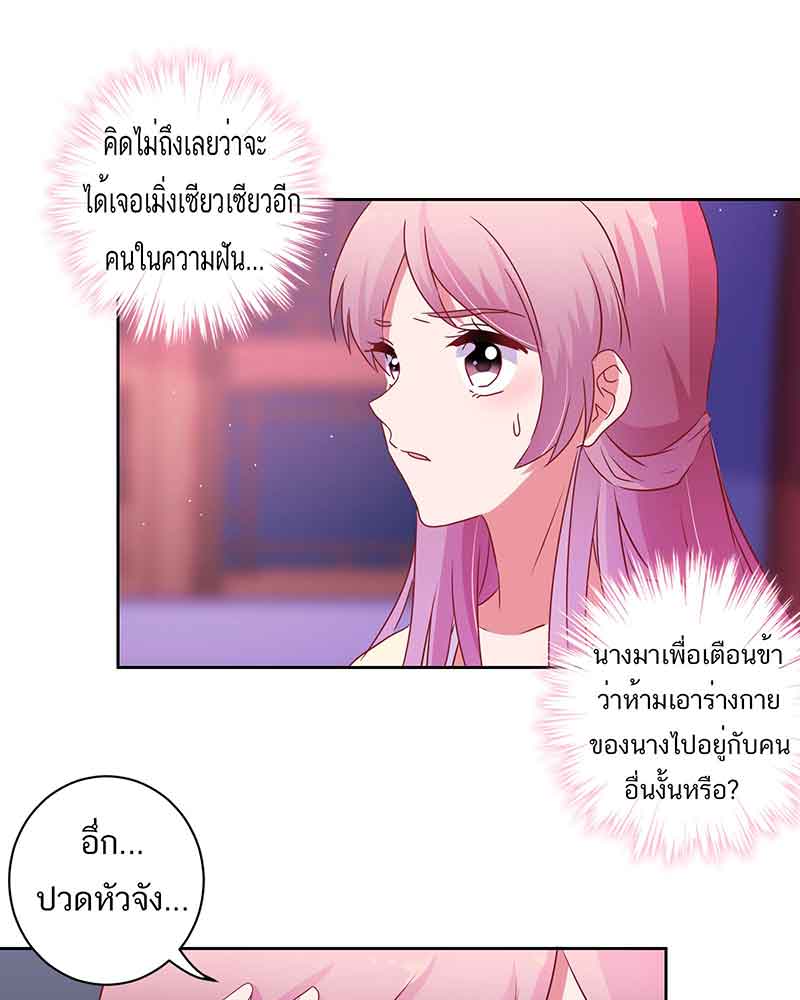 คิดไม่ถึงเลยว่าจะ
ได้เจอเมิ่งเซียวเซียวอีก
คนในความฝัน...
นางมาเพื่อเตือนข้า
ว่าห้ามเอาร่างกาย
ของนางไปอยู่กับคน
อื่นงั้นหรือ?
อึ่ก...
ปวดหัวจัง...